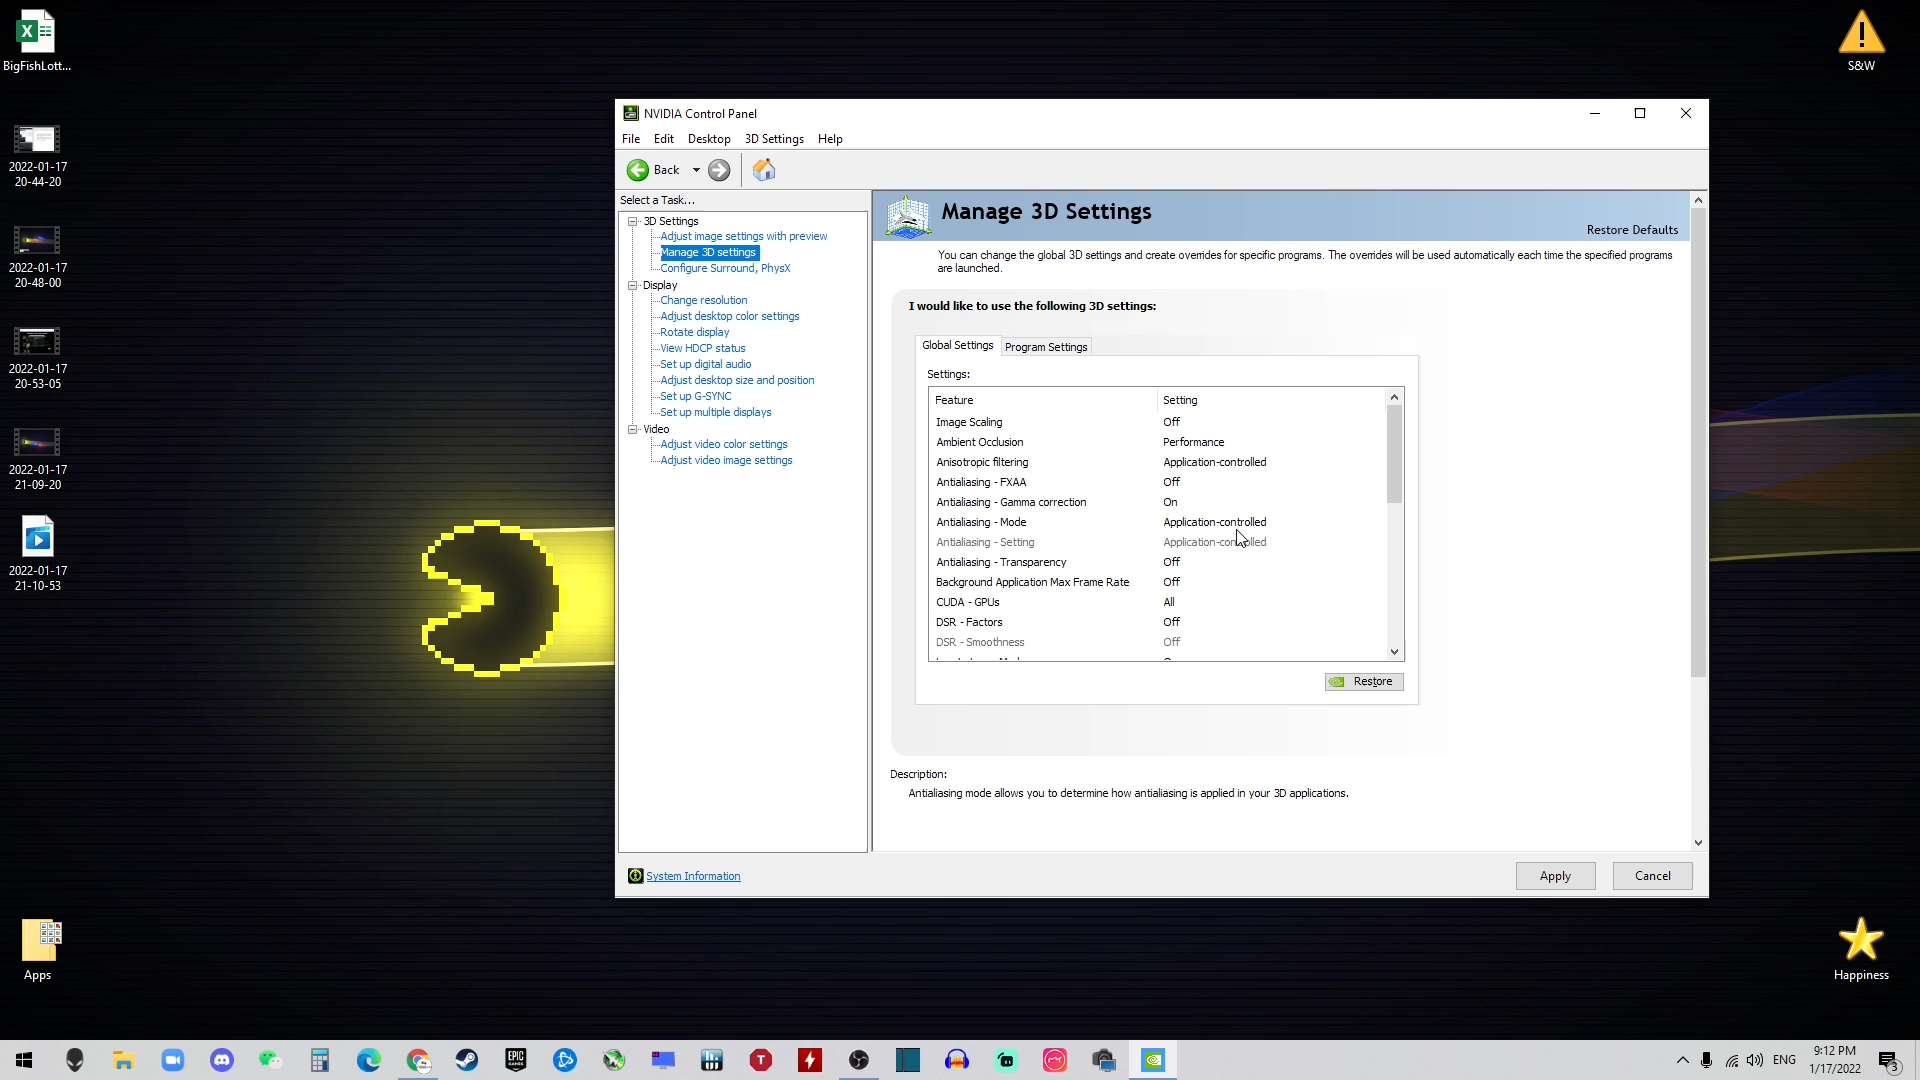 BigFishLott...
2022-01-17
20-44-20
2022-01-17
20-48-00
2022-01-17
20-53-05
2022-01-17
21-09-20
2022-01-17
21-10-53
Apps
S&W
Happiness
NVIDIA Control Panel
File Edit Desktop 3D Settings Help
Back
Select a Task...
3D Settings
Adjust image settings with preview
Manage 3D settings
Configure Surround, PhysX
Display
Change resolution
Adjust desktop color settings
Rotate display
View HDCP status
Set up digital audio
Adjust desktop size and position
Set up G-SYNC
Set up multiple displays
Video
Adjust video color settings
Adjust video image settings
System Information
Manage 3D Settings
Restore Defaults
You can change the global 3D settings and create overrides for specific programs. The overrides will be used automatically each time the specified programs
are launched.
I would like to use the following 3D settings:
Global Settings Program Settings
Settings:
Feature Setting
Image Scaling Off
Ambient Occlusion Performance
Anisotropic filtering Application-controlled
Antialiasing - FXAA Off
Antialiasing - Gamma correction On
Antialiasing - Mode Application-controlled
Antialiasing - Setting Application-controlled
Antialiasing - Transparency Off
Background Application Max Frame Rate Off
CUDA - GPUs All
DSR - Factors Off
DSR - Smoothness Off
Restore
Description:
Antialiasing mode allows you to determine how antialiasing is applied in your 3D applications.
Apply Cancel
EPIC
GAMES
ENG
9:12 PM
1/17/2022
3